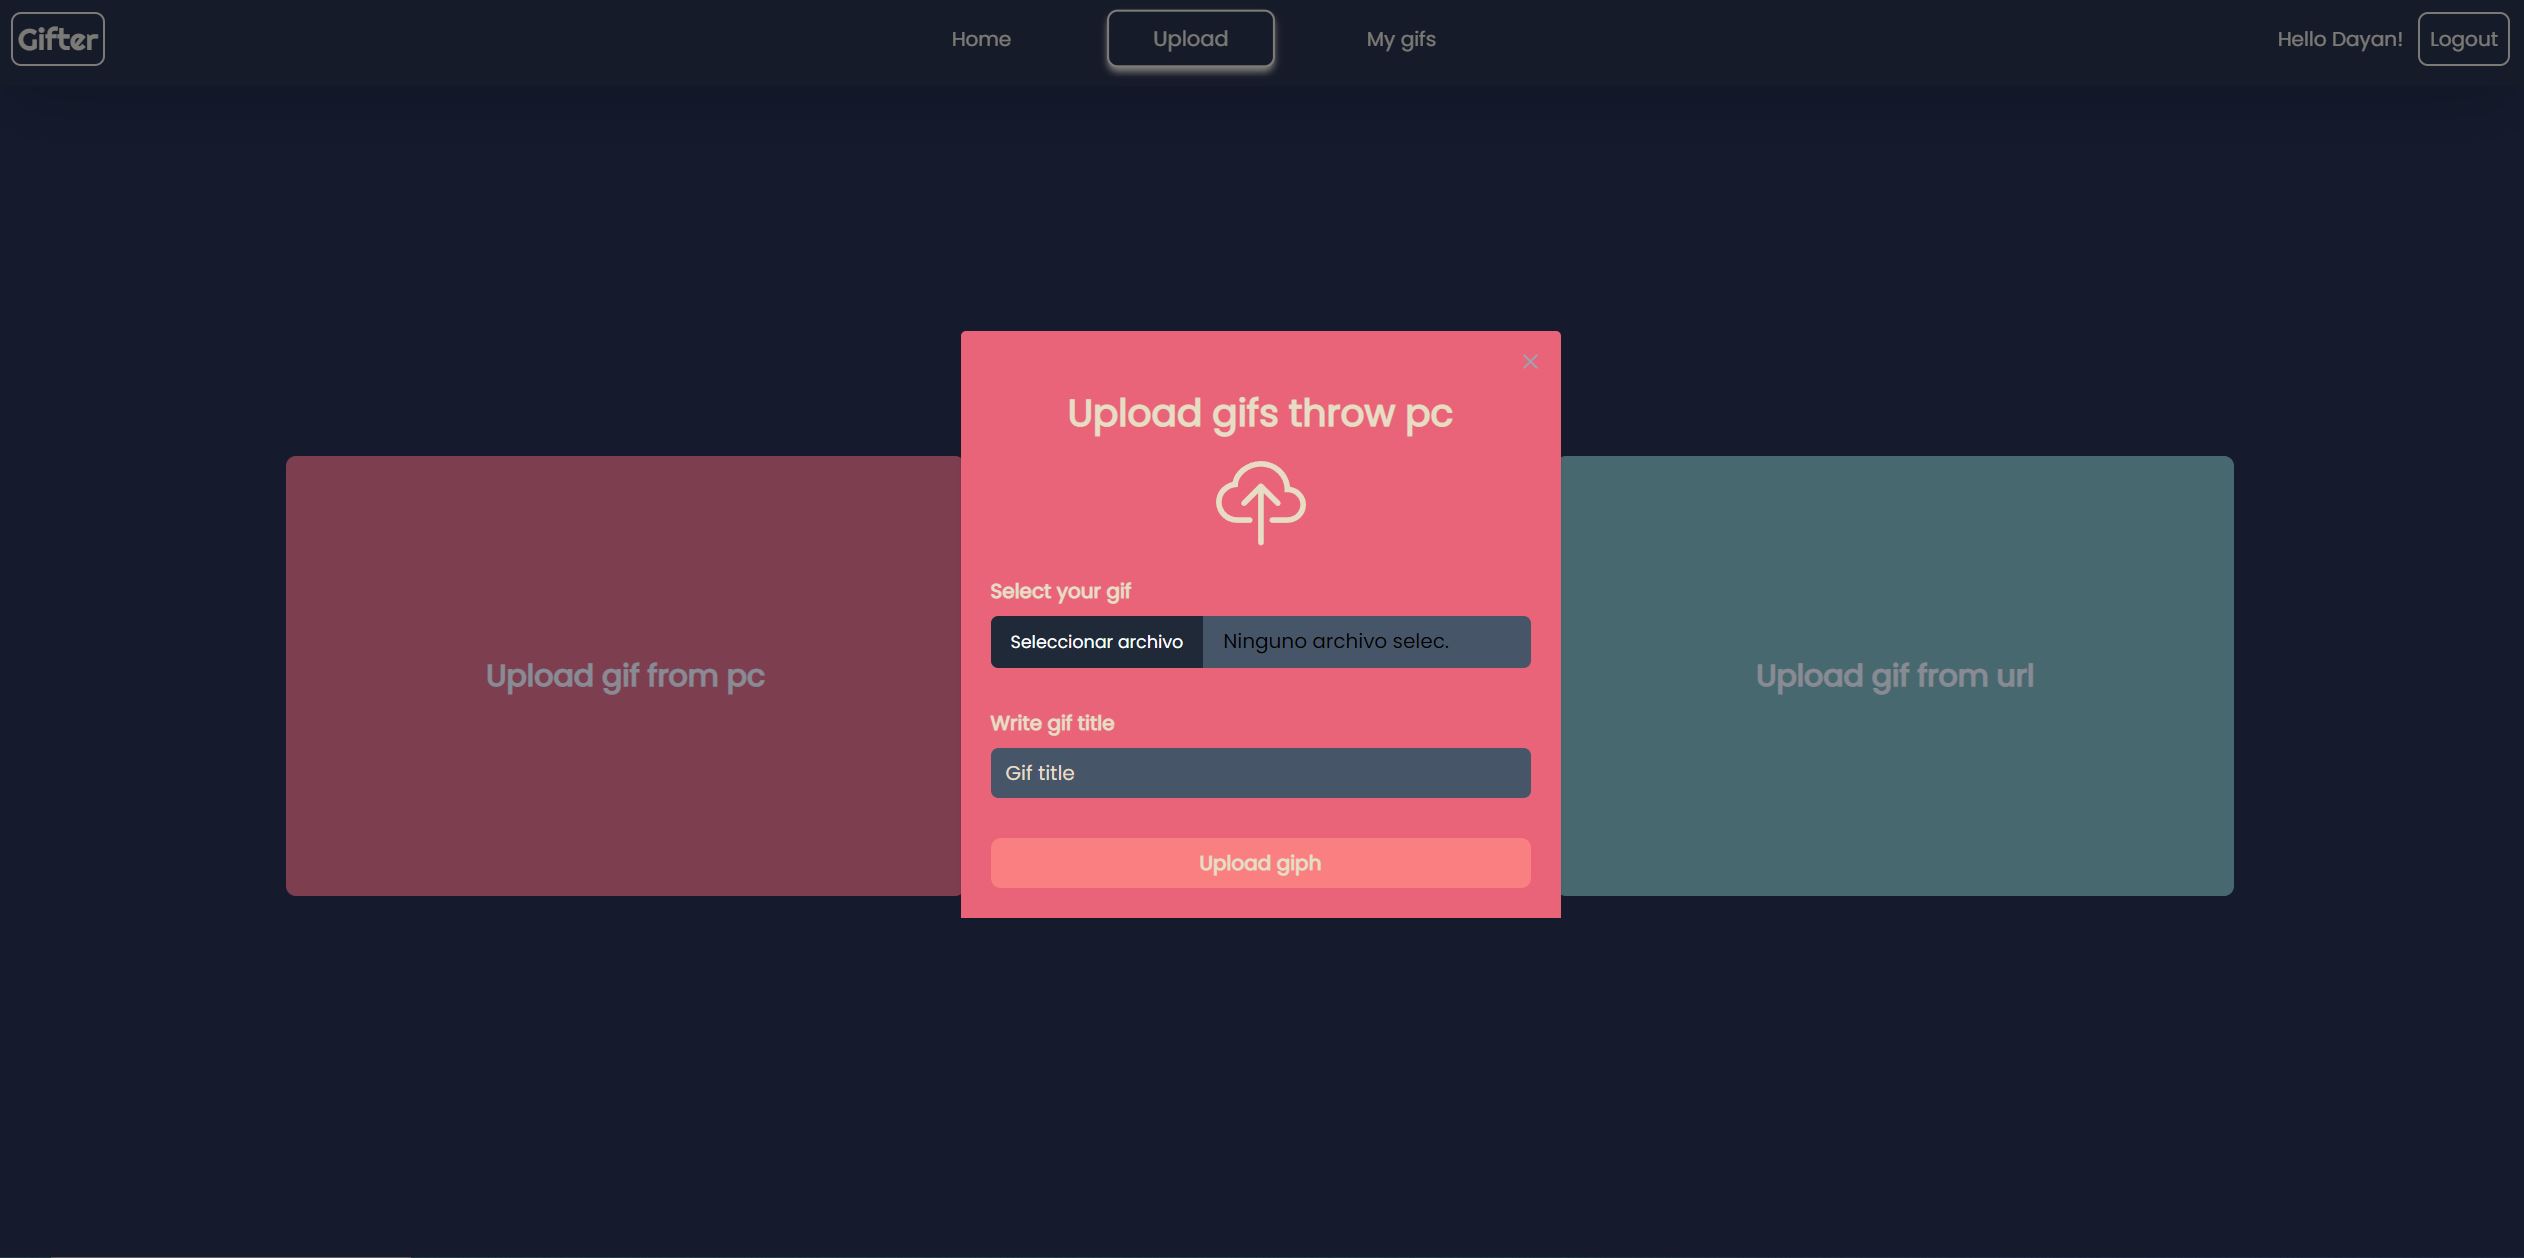 Gifter
Home
Upload
My gifs
Hello Dayan!
Logout
Upload gifs throw pc
Select your gif
Seleccionar archivo
Ninguno archivo selec.
Write gif title
Gif title
Upload giph
Upload gif from pc
Upload gif from url